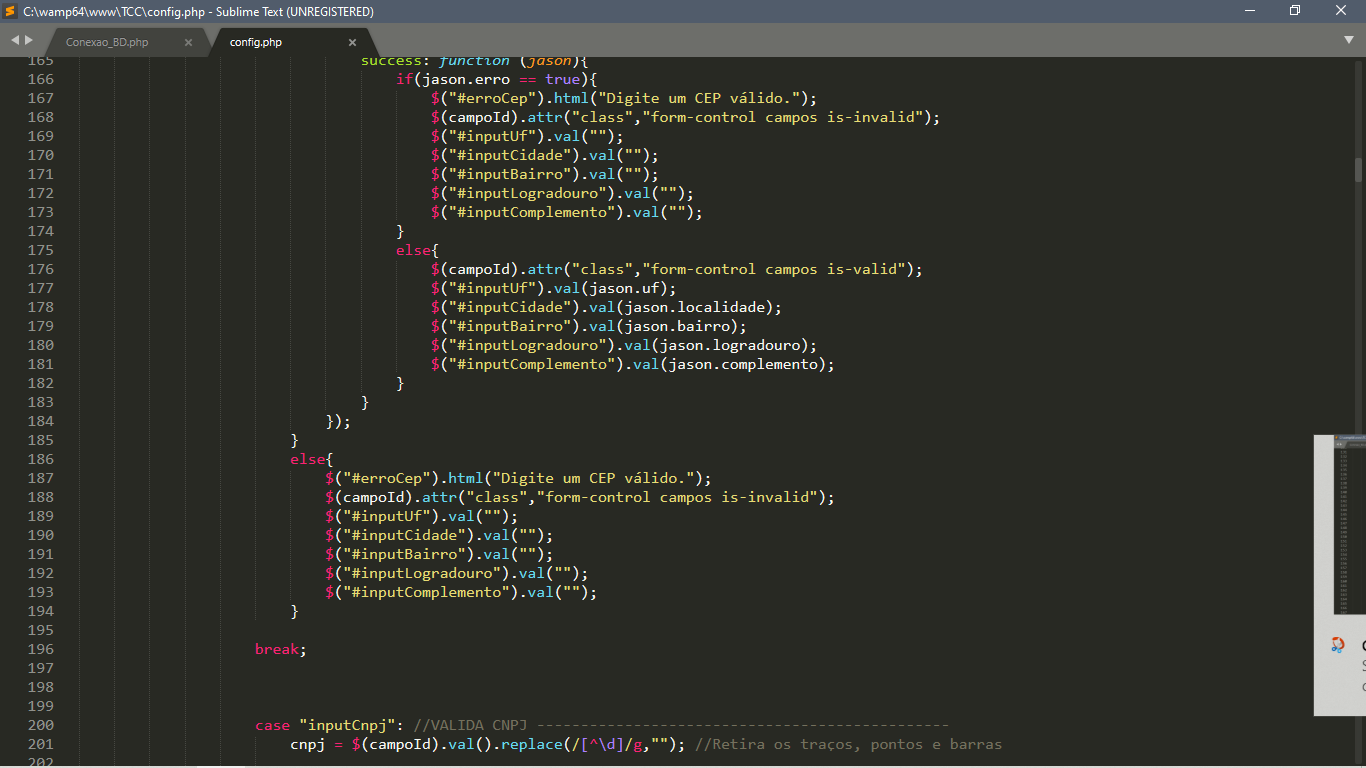 C:\wamp64\www\TCC\config.php - Sublime Text (UNREGISTERED)
Conexao_BD.php
config.php
165 success: function (jason){
166 if(jason.erro == true){
167 $("#erroCep").html("Digite um CEP válido.");
168 $(campoId).attr("class","form-control campos is-invalid");
169 $("#inputUf").val("");
170 $("#inputCidade").val("");
171 $("#inputBairro").val("");
172 $("#inputLogradouro").val("");
173 $("#inputComplemento").val("");
174 }
175 else{
176 $(campoId).attr("class","form-control campos is-valid");
177 $("#inputUf").val(jason.uf);
178 $("#inputCidade").val(jason.localidade);
179 $("#inputBairro").val(jason.bairro);
180 $("#inputLogradouro").val(jason.logradouro);
181 $("#inputComplemento").val(jason.complemento);
182 }
183 }
184 });
185 }
186 else{
187 $("#erroCep").html("Digite um CEP válido.");
188 $(campoId).attr("class","form-control campos is-invalid");
189 $("#inputUf").val("");
190 $("#inputCidade").val("");
191 $("#inputBairro").val("");
192 $("#inputLogradouro").val("");
193 $("#inputComplemento").val("");
194 }
195
196 break;
197
198
199
200 case "inputCnpj": //VALIDA CNPJ -----------------------------------------------
201 cnpj = $(campoId).val().replace(/[^\d]/g,""); //Retira os traços, pontos e barras
202